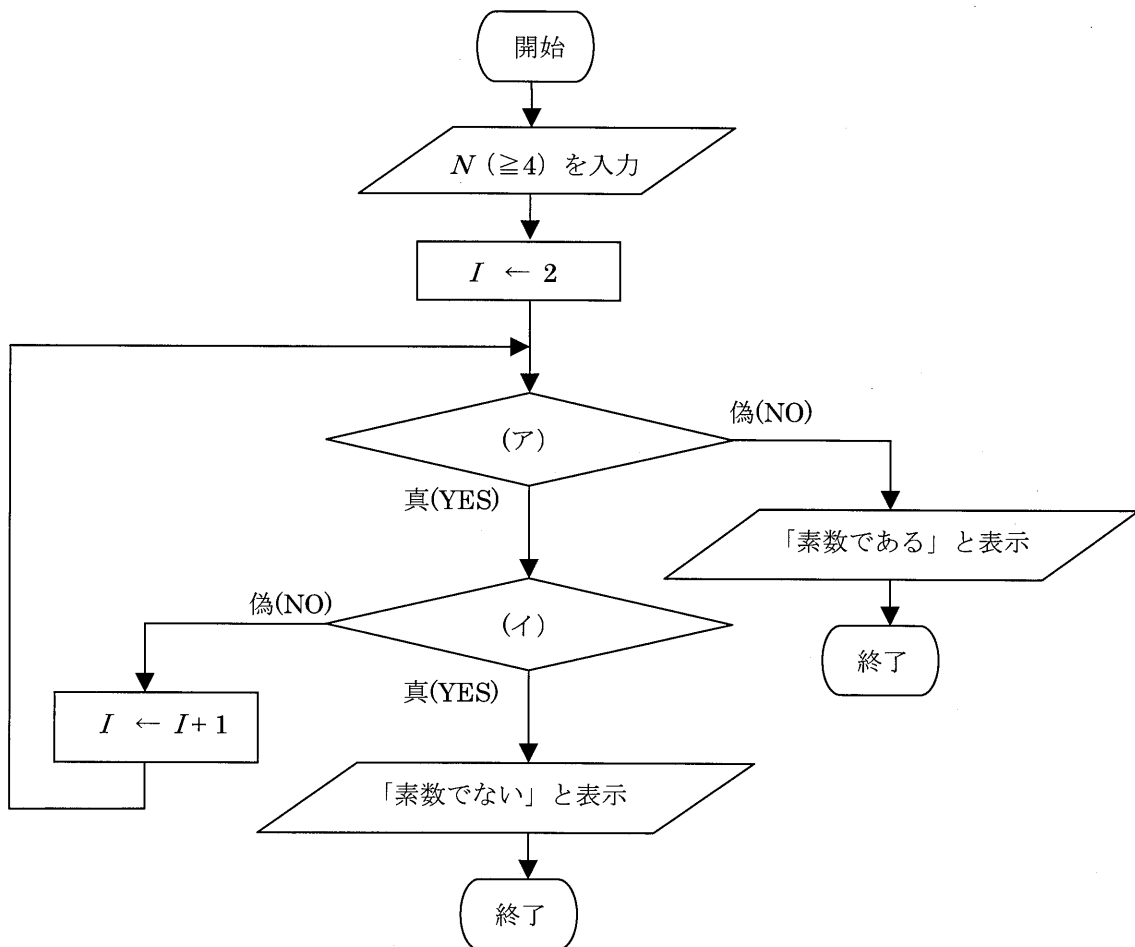 開始
N (≧4) を入力
I ← 2
(ア)
偽(NO)
真(YES)
「素数である」と表示
偽(NO)
(イ)
終了
真(YES)
I ← I+1
「素数でない」と表示
終了